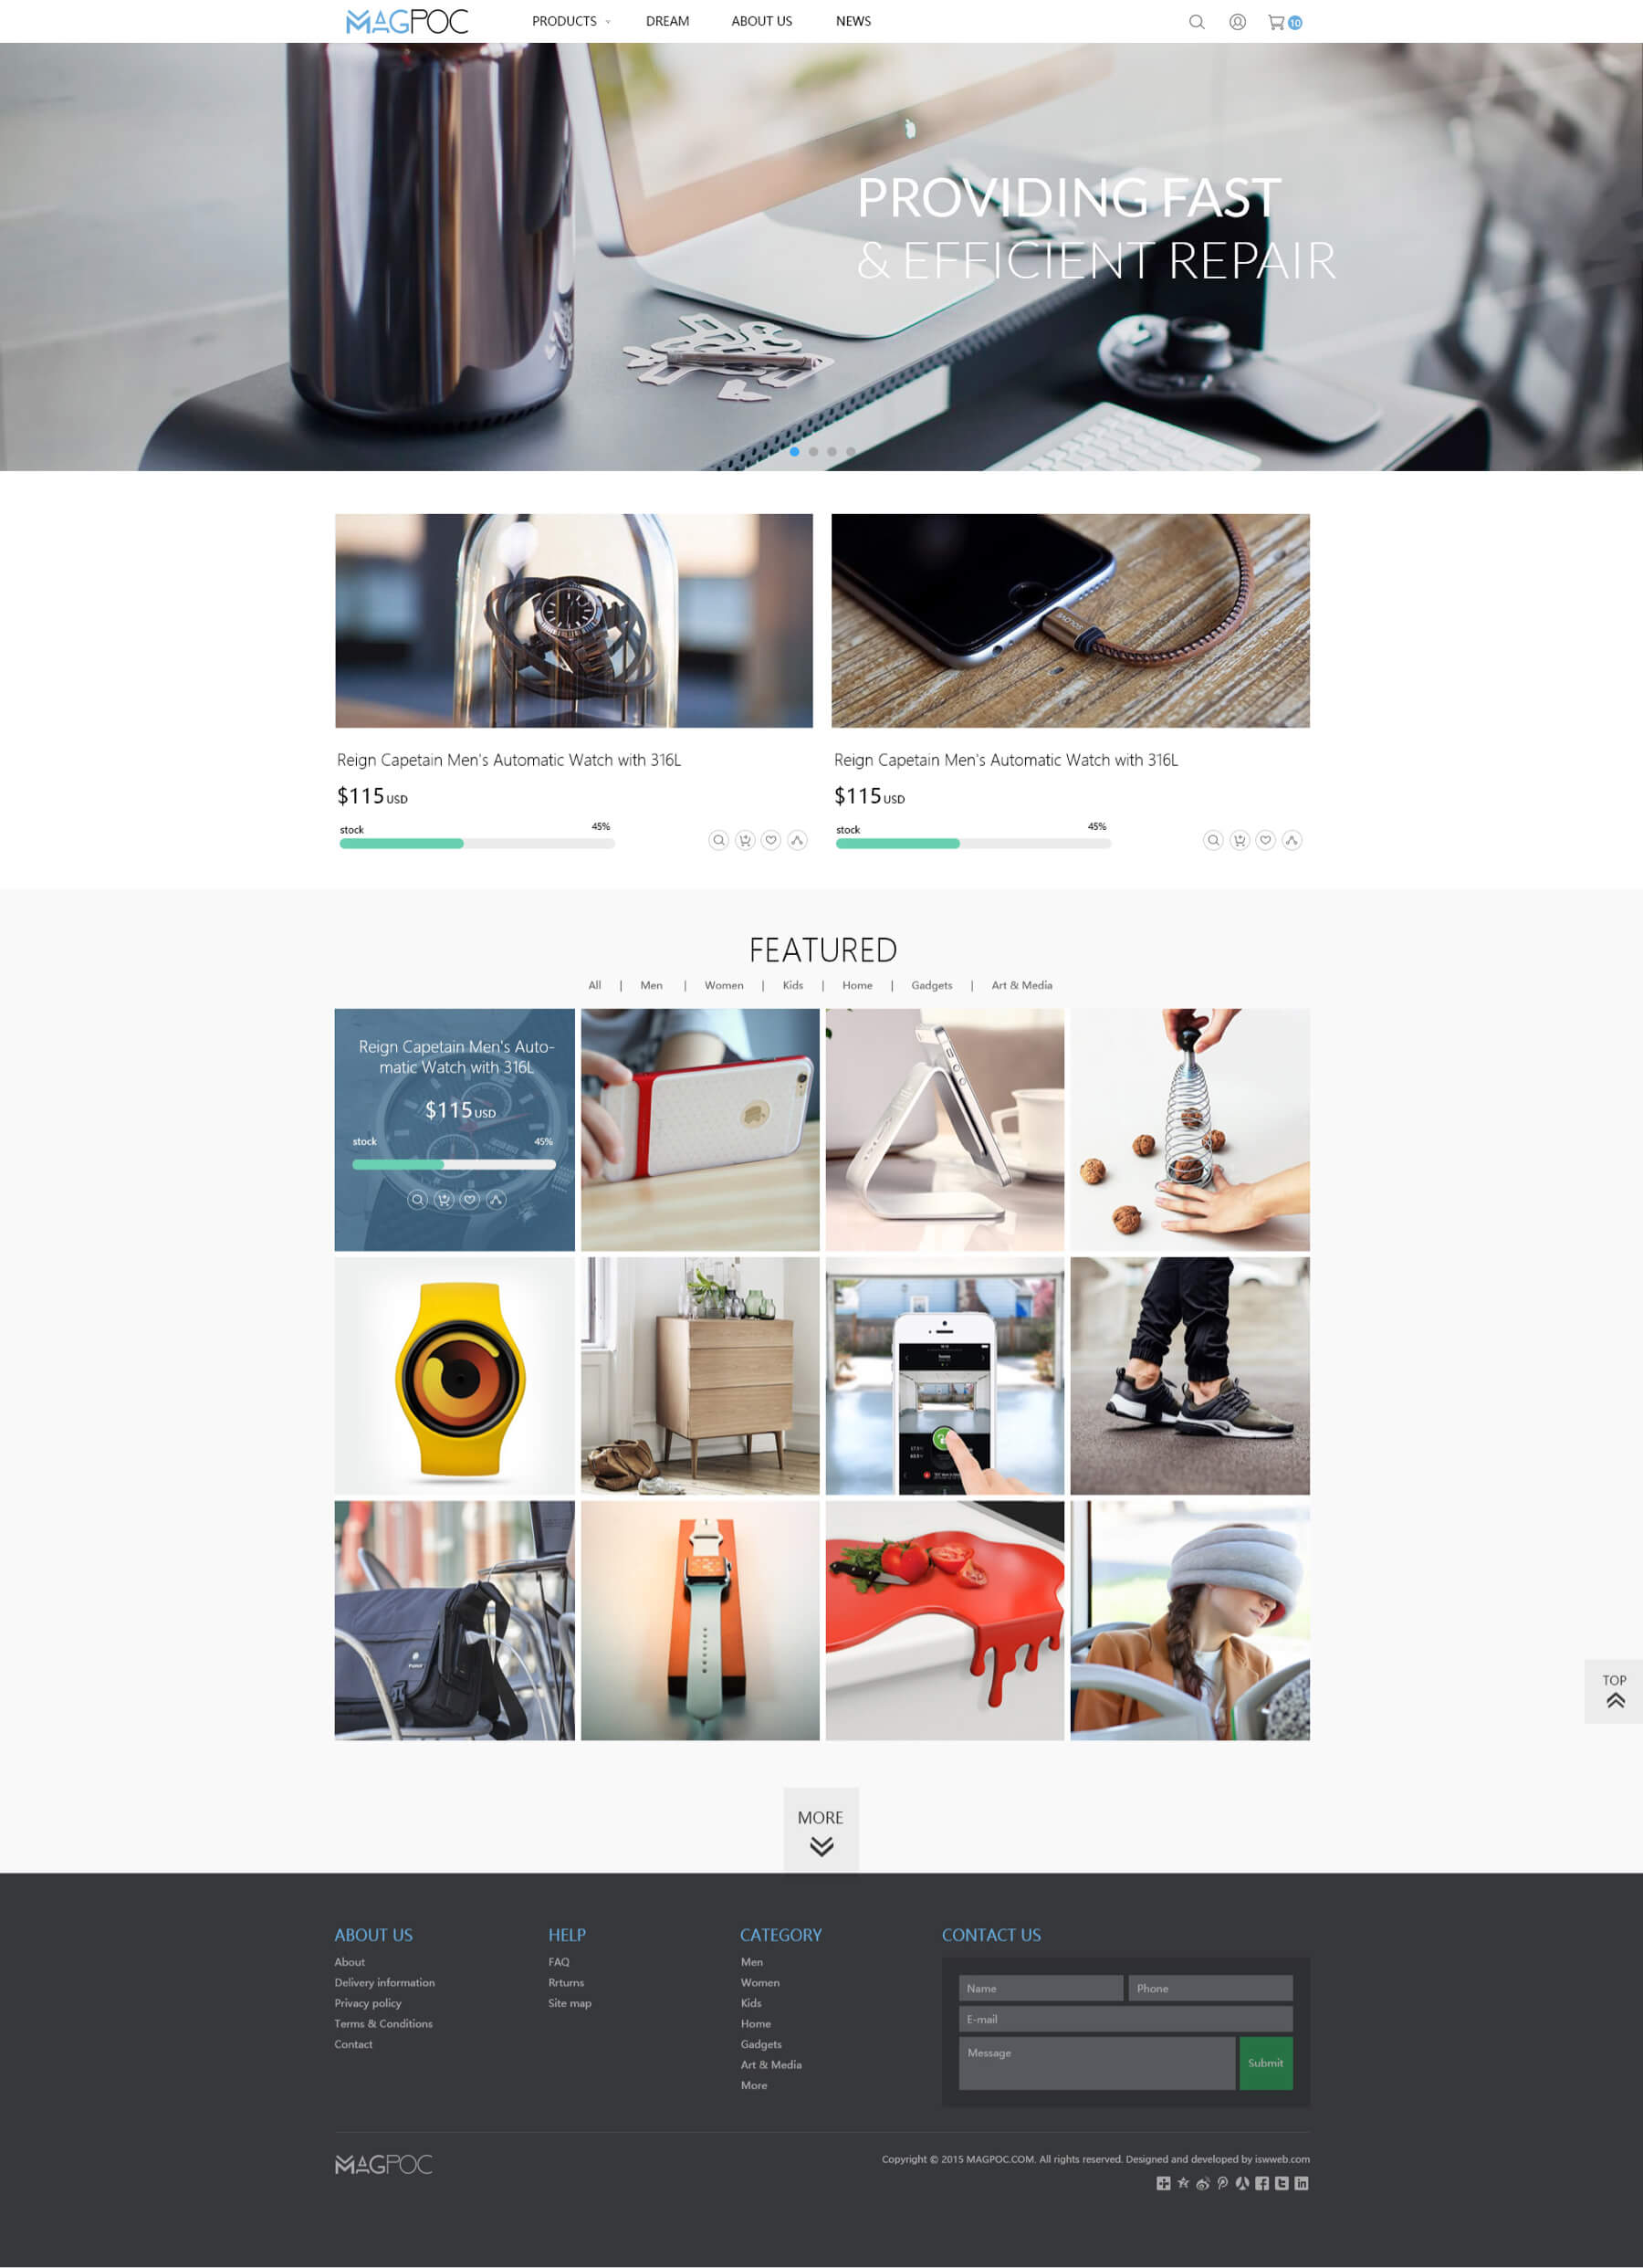 MAGPOC
PRODUCTS DREAM ABOUT US NEWS
10
PROVIDING FAST
& EFFICIENT REPAIR
Reign Capetain Men's Automatic Watch with 316L
$115 USD
stock 45%
Reign Capetain Men's Automatic Watch with 316L
$115 USD
stock 45%
FEATURED
All | Men | Women | Kids | Home | Gadgets | Art & Media
Reign Capetain Men's Auto-
matic Watch with 316L
$115 USD
stock 45%
TOP
MORE
ABOUT US
About
Delivery information
Privacy policy
Terms & Conditions
Contact
HELP
FAQ
Rrturns
Site map
CATEGORY
Men
Women
Kids
Home
Gadgets
Art & Media
More
CONTACT US
Name
Phone
E-mail
Message
Submit
MAGPOC
Copyright © 2015 MAGPOC.COM. All rights reserved. Designed and developed by iswweb.com